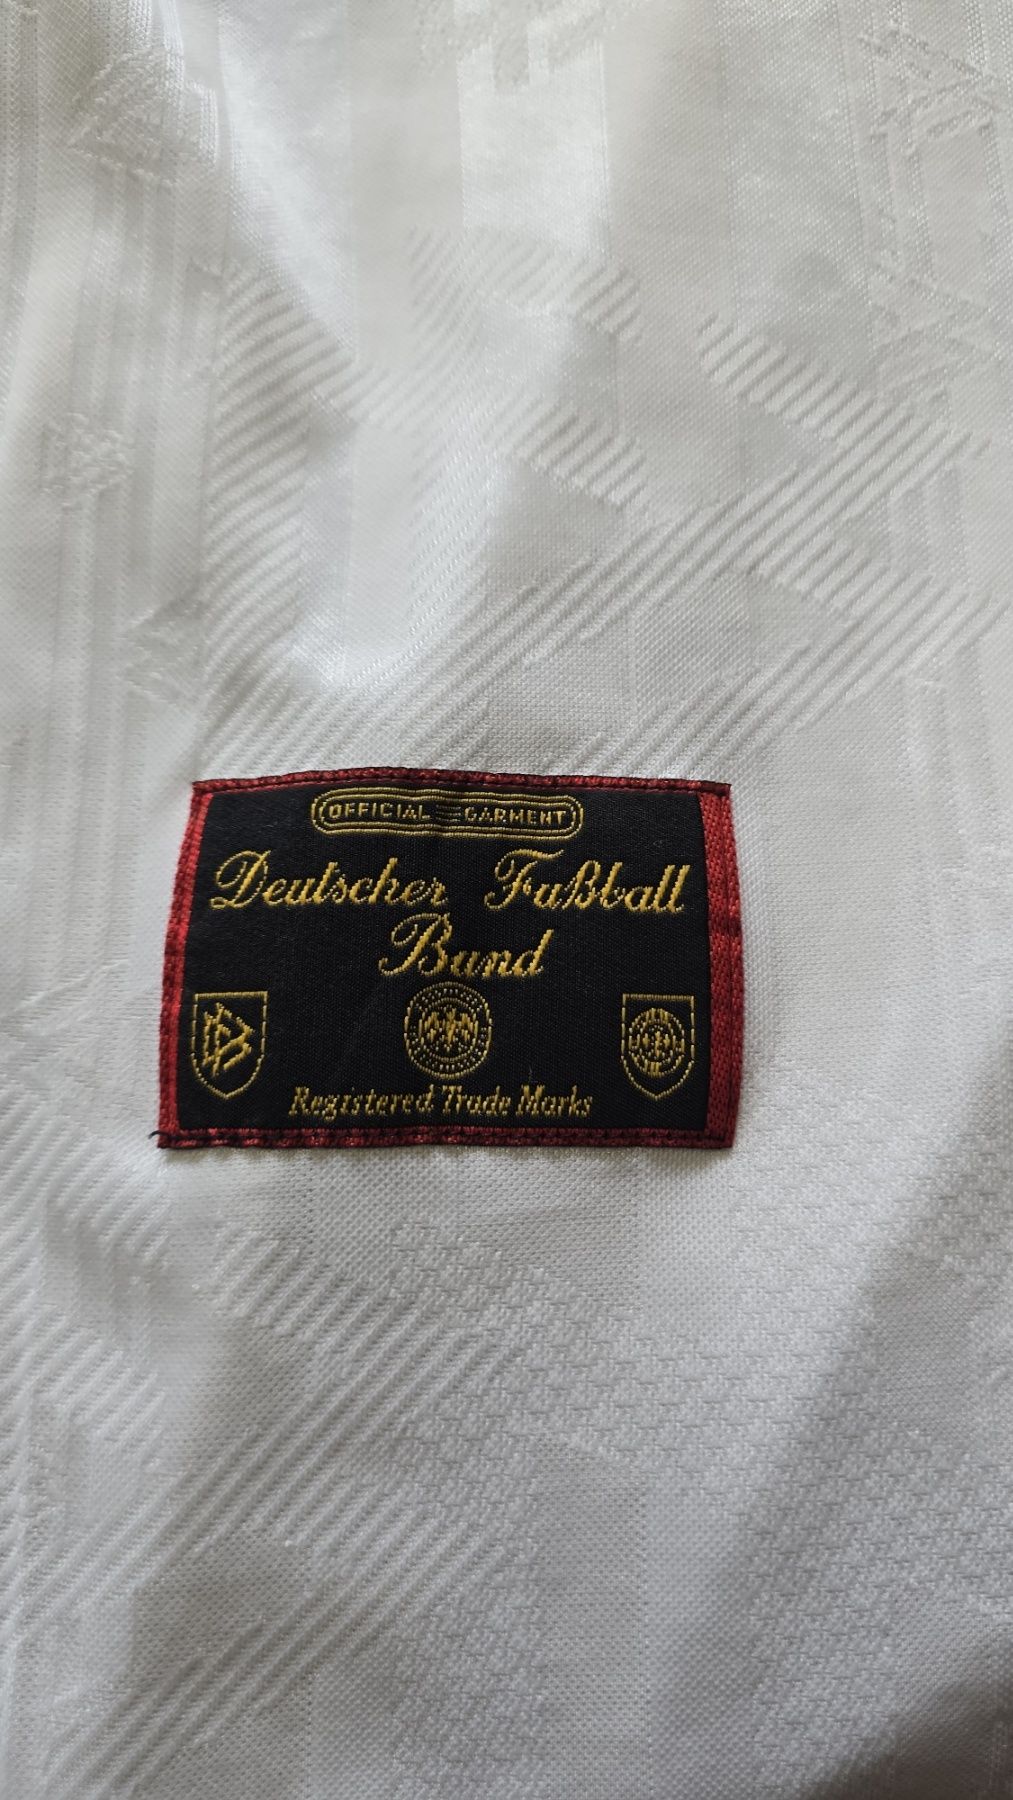 OFFICIAL GARMENT
Deutscher Fußball
Bund
Registered Trade Marks